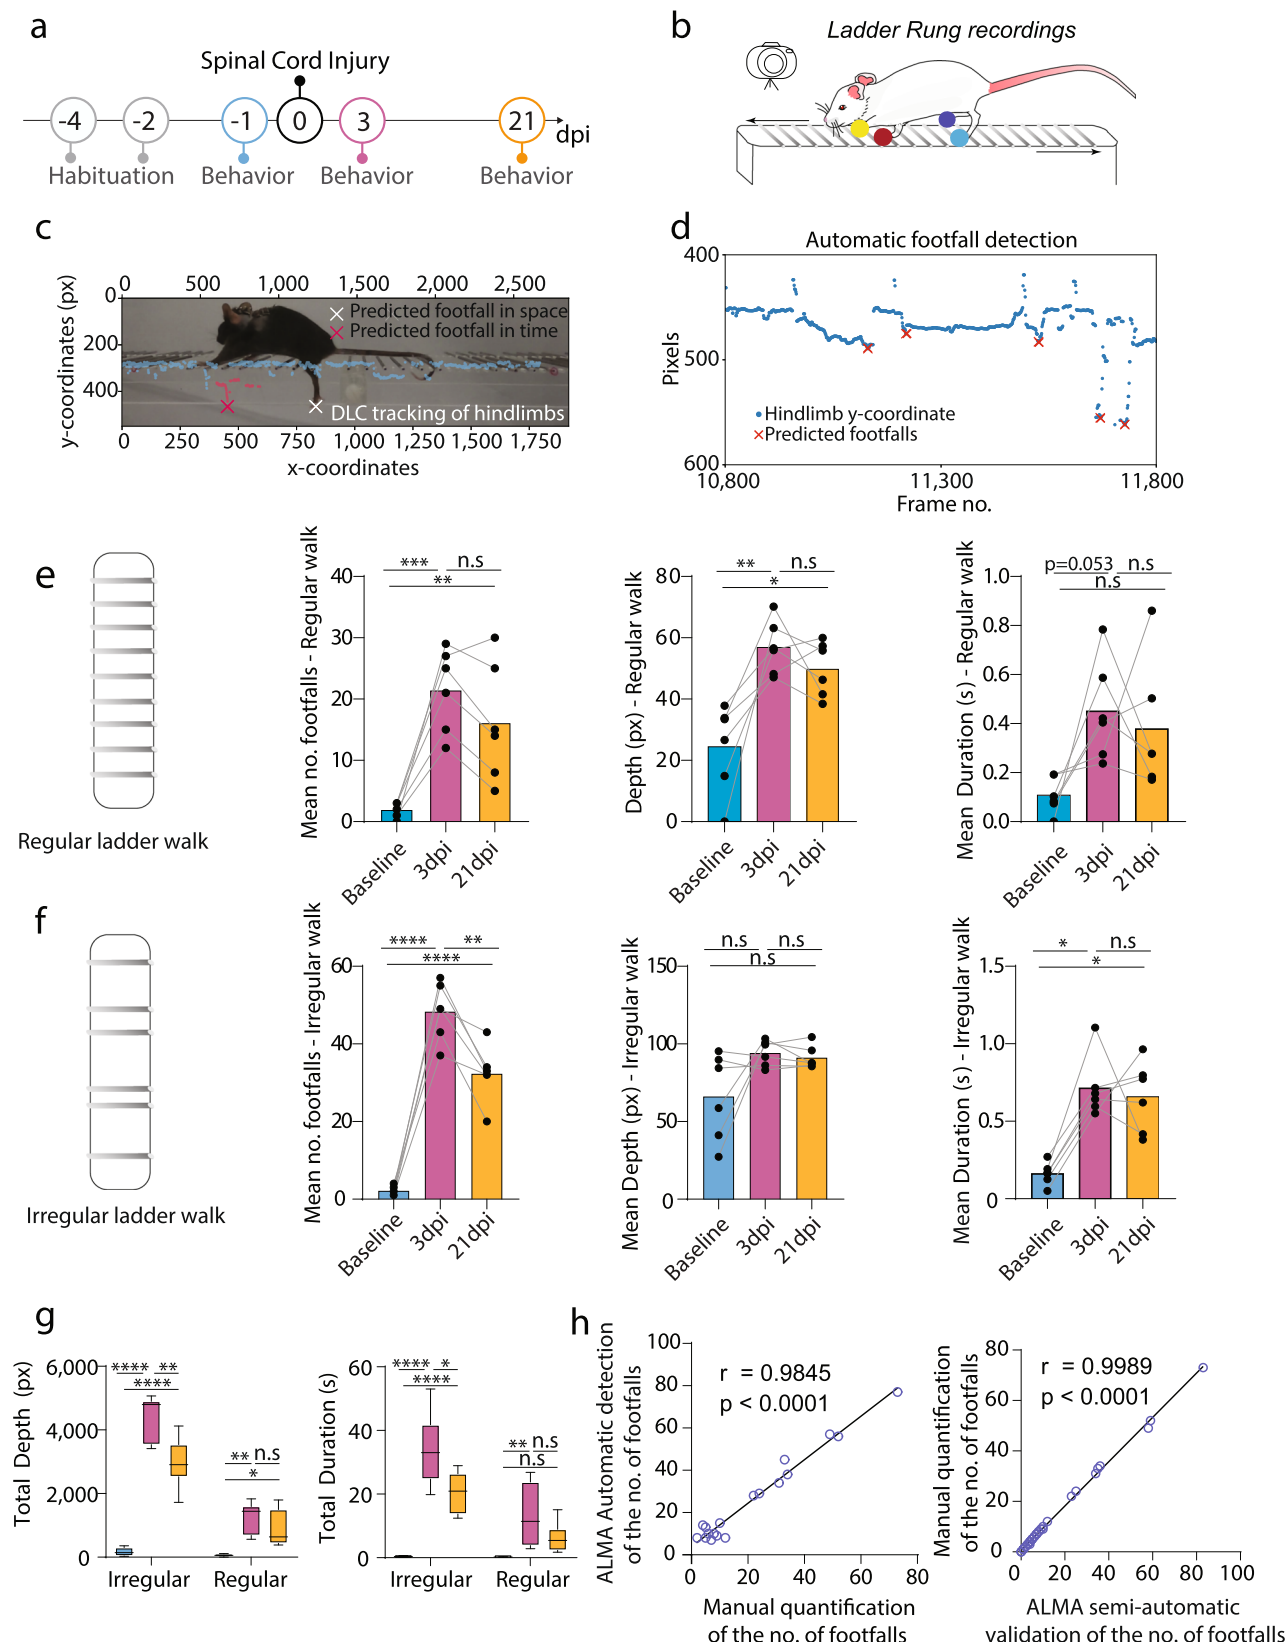 a
Spinal Cord Injury
-4
-2
-1
0
3
21
dpi
Habituation
Behavior
Behavior
Behavior
b
Ladder Rung recordings
c
0
500
1,000
1,500
2,000
2,500
y-coordinates (px)
0
200
400
Predicted footfall in space
Predicted footfall in time
DLC tracking of hindlimbs
0
250
500
750
1,000
1,250
1,500
1,750
x-coordinates
d
Automatic footfall detection
400
500
600
Pixels
Hindlimb y-coordinate
Predicted footfalls
10,800
11,300
11,800
Frame no.
e
Regular ladder walk
Mean no. footfalls - Regular walk
40
30
20
10
0
***
n.s
**
Baseline
3dpi
21dpi
Depth (px) - Regular walk
80
60
40
20
0
**
n.s
*
Baseline
3dpi
21dpi
Mean Duration (s) - Regular walk
1.0
0.8
0.6
0.4
0.2
0.0
p=0.053
n.s
n.s
Baseline
3dpi
21dpi
f
Irregular ladder walk
Mean no. footfalls - Irregular walk
60
40
20
0
****
**
****
Baseline
3dpi
21dpi
Mean Depth (px) - Irregular walk
150
100
50
0
n.s
n.s
n.s
Baseline
3dpi
21dpi
Mean Duration (s) - Irregular walk
1.5
1.0
0.5
0
*
n.s
*
Baseline
3dpi
21dpi
g
Total Depth (px)
6,000
4,000
2,000
0
****
**
****
**
n.s
*
Irregular
Regular
Total Duration (s)
60
40
20
0
****
*
****
**
n.s
n.s
Irregular
Regular
h
ALMA Automatic detection
of the no. of footfalls
100
80
60
40
20
0
r = 0.9845
p < 0.0001
0
20
40
60
80
Manual quantification
of the no. of footfalls
Manual quantification
of the no. of footfalls
80
60
40
20
0
r = 0.9989
p < 0.0001
0
20
40
60
80
100
ALMA semi-automatic
validation of the no. of footfalls